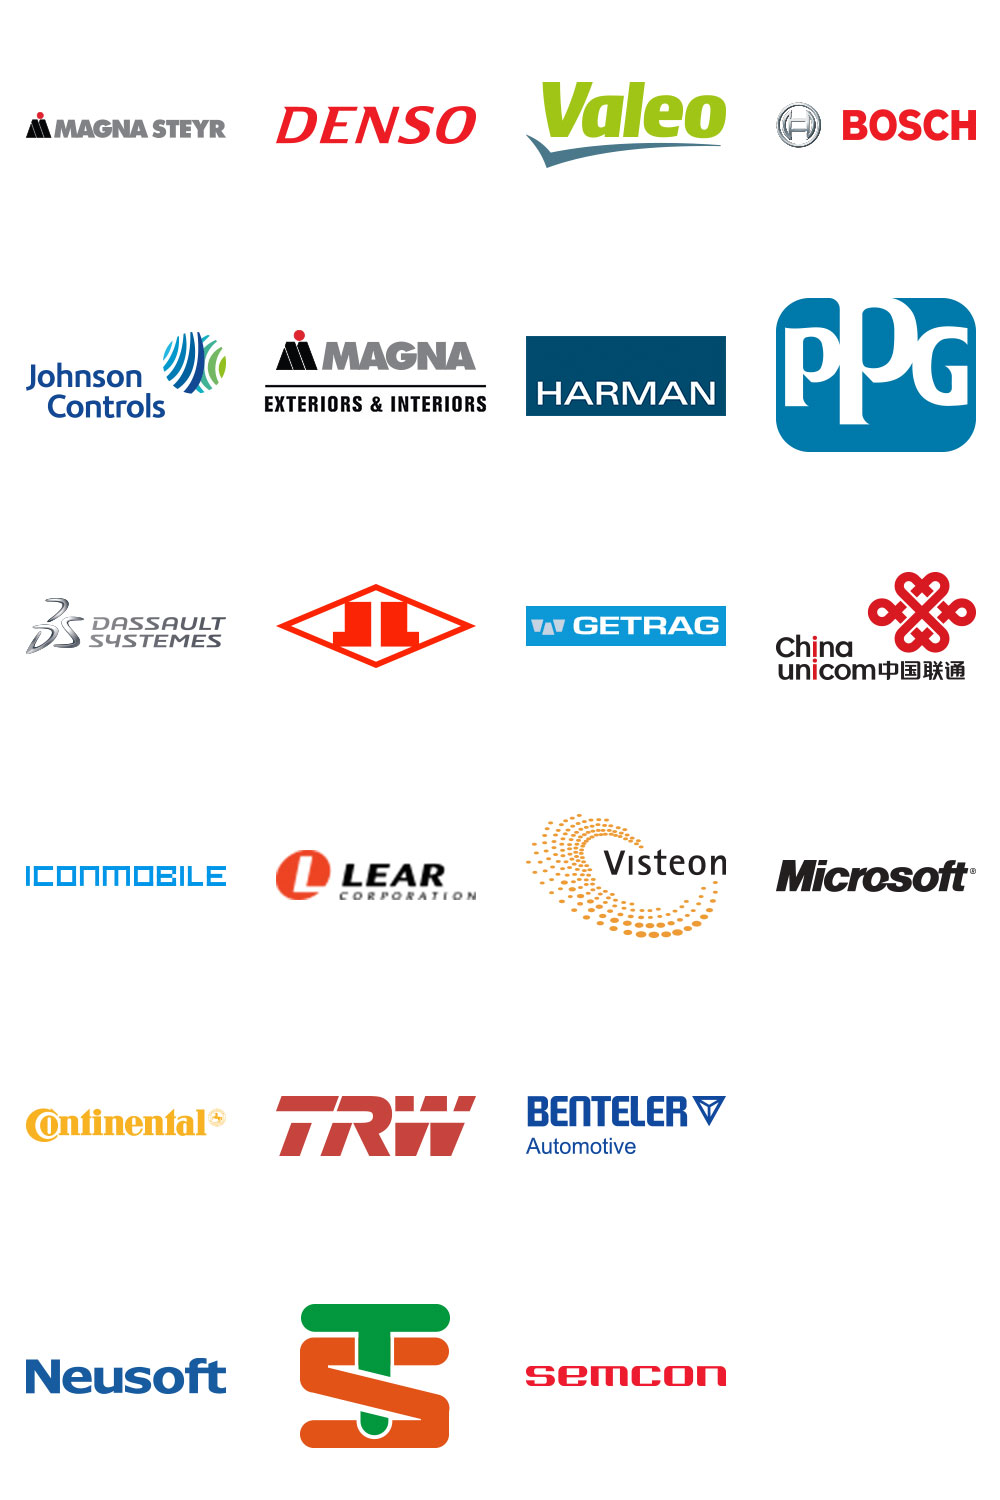 MAGNA STEYR
DENSO
Valeo
BOSCH
Johnson
Controls
MAGNA
EXTERIORS & INTERIORS
HARMAN
PPG
DASSAULT
SYSTEMES
GETRAG
China
unicom中国联通
ICONMOBILE
L
LEAR
CORPORATION
Visteon
Microsoft®
Continental
TRW
BENTELER
Automotive
Neusoft
TS
semcon